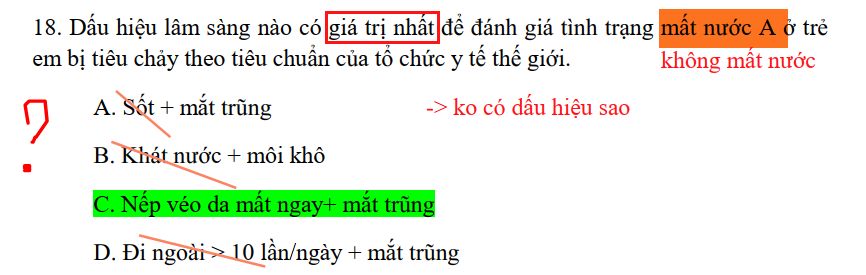 18. Dấu hiệu lâm sàng nào có giá trị nhất để đánh giá tình trạng mất nước A ở trẻ
em bị tiêu chảy theo tiêu chuẩn của tổ chức y tế thế giới.
không mất nước
?
A. Sốt + mắt trũng
-> ko có dấu hiệu sao
B. Khát nước + môi khô
C. Nếp véo da mất ngay+ mắt trũng
D. Đi ngoài > 10 lần/ngày + mắt trũng